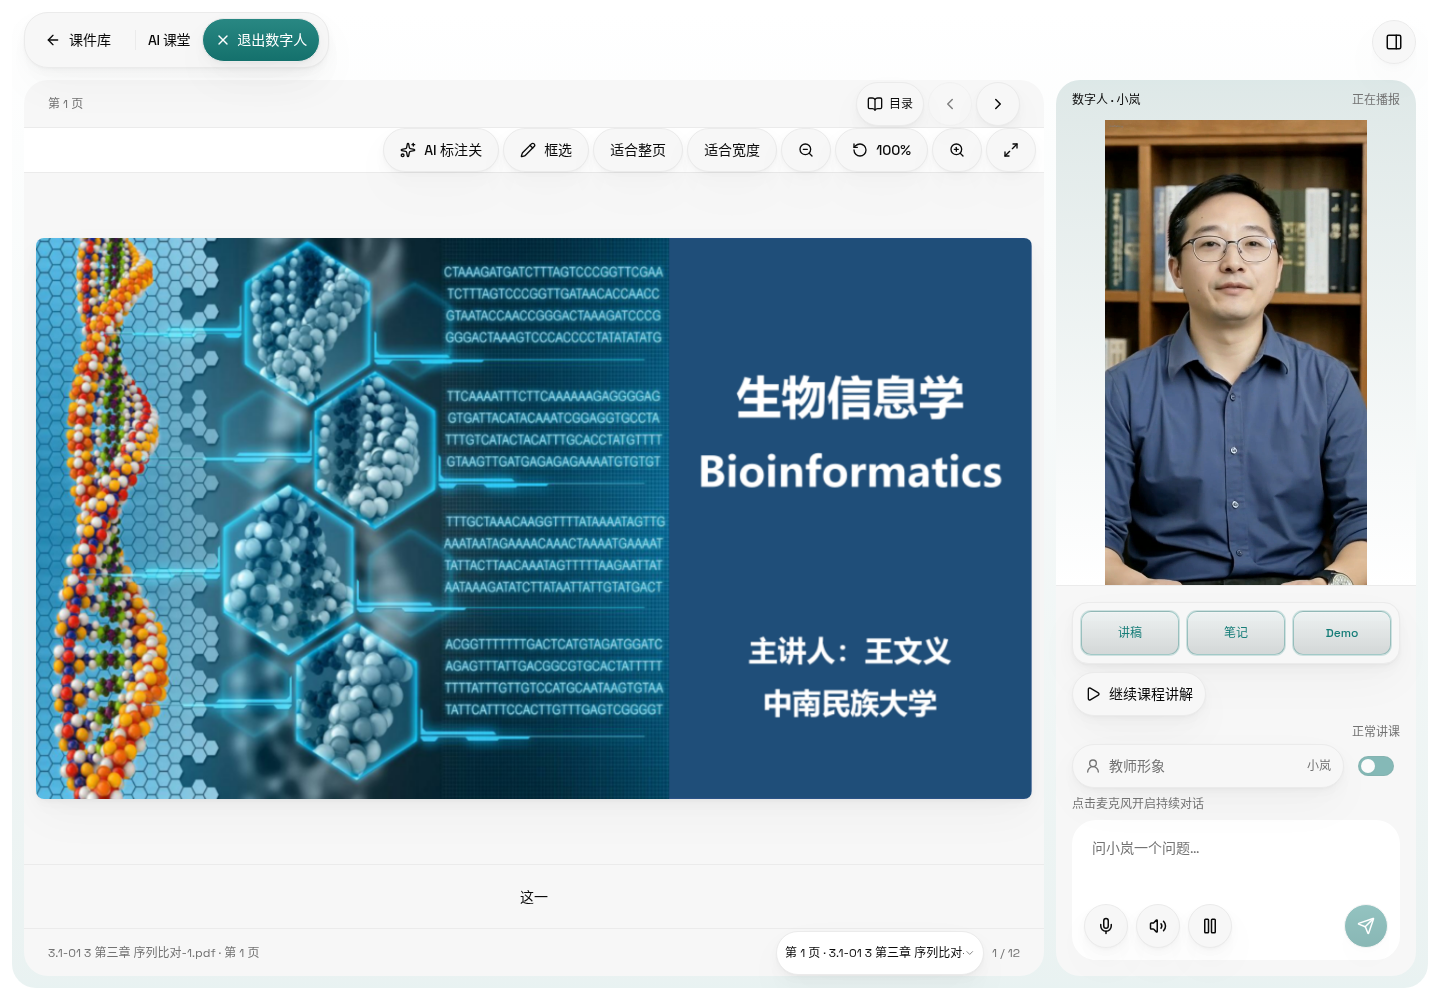 课件库
AI 课堂
退出数字人
第 1 页
目录
AI 标注关
框选
适合整页
适合宽度
100%
CTAAAGATGATCTTTAGTCCCGGTTCGAA
TCTTTAGTCCCGGTTGATAACACCAACC
GTAATACCAACCGGGACTAAAGATCCCG
GGGACTAAAGTCCCACCCCTATATATATG
TTCAAAATTTCTTCAAAAAAGAGGGGAG
GTGATTACATACAAATCGGAGGTGCCTA
TTTGTCATACTACATTTGCACCTATGTTTT
GTAAGTTGATGAGAGAGAAAATGTGTGT
TTTGCTAAACAAGGTTTTATAAAATAGTTG
AAATAATAGAAAACAAACTAAAATGAAAAT
TATTACTTAACAAATAGTTTTTAAGAATTAT
AATAAAGATATCTTATAATTATTGTATGACT
ACGGTTTTTTTGACTCATGTAGATGGATC
AGAGTTTATTGACGGCGTGCACTATTTTT
TTTTATTTGTTGTCCATGCAATAAGTGTAA
TATTCATTTCCACTTGTTTGAGTCGGGGT
生物信息学
Bioinformatics
主讲人：王文义
中南民族大学
这一
3.1-01 3 第三章 序列比对-1.pdf · 第 1 页
第 1 页 · 3.1-01 3 第三章 序列比对-
1 / 12
数字人 · 小岚
正在播报
讲稿
笔记
Demo
继续课程讲解
正常讲课
教师形象
小岚
点击麦克风开启持续对话
问小岚一个问题...